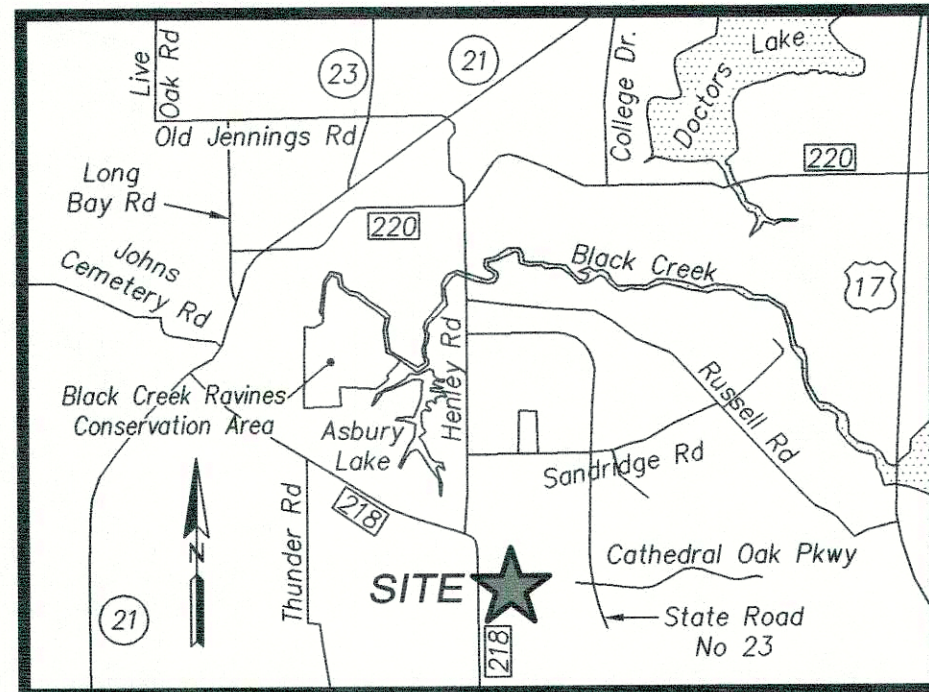 Live
Oak Rd
23
21
College Dr.
Doctors
Lake
Old Jennings Rd
220
Long
Bay Rd
220
Johns
Cemetery Rd
Black Creek
17
Henley Rd
Russell Rd
Black Creek Ravines
Conservation Area
Asbury
Lake
Sandridge Rd
218
Thunder Rd
N
Cathedral Oak Pkwy
SITE
21
218
State Road
No 23